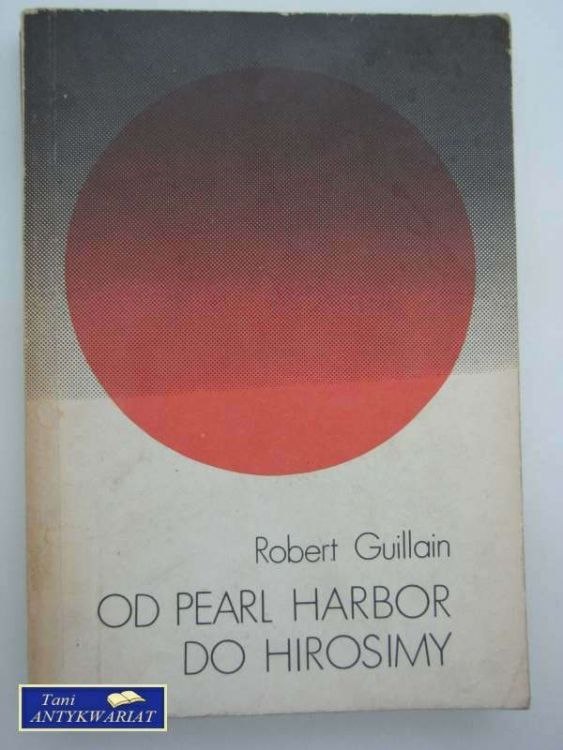 Robert Guillain
OD PEARL HARBOR
DO HIROSIMY
Tani
ANTYKWARIAT